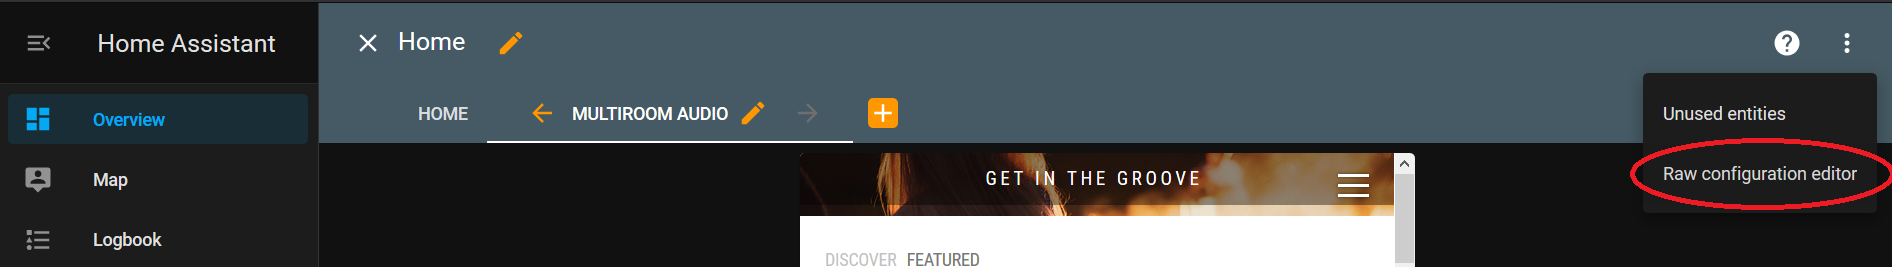 Home Assistant
Home
?
Overview
HOME
MULTIROOM AUDIO
+
Unused entities
Map
GET IN THE GROOVE
Raw configuration editor
Logbook
DISCOVER FEATURED